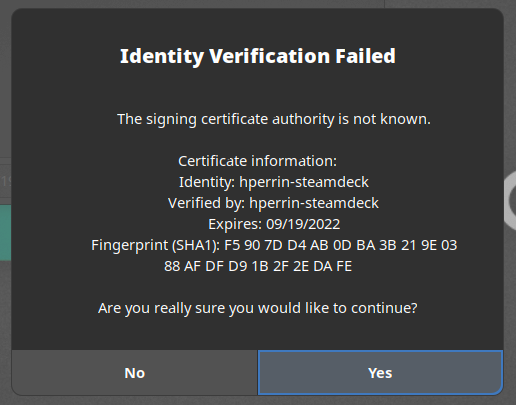 Identity Verification Failed
The signing certificate authority is not known.
Certificate information:
Identity: hperrin-steamdeck
Verified by: hperrin-steamdeck
Expires: 09/19/2022
Fingerprint (SHA1): F5 90 7D D4 AB 0D BA 3B 21 9E 03
88 AF DF D9 1B 2F 2E DA FE
Are you really sure you would like to continue?
No
Yes